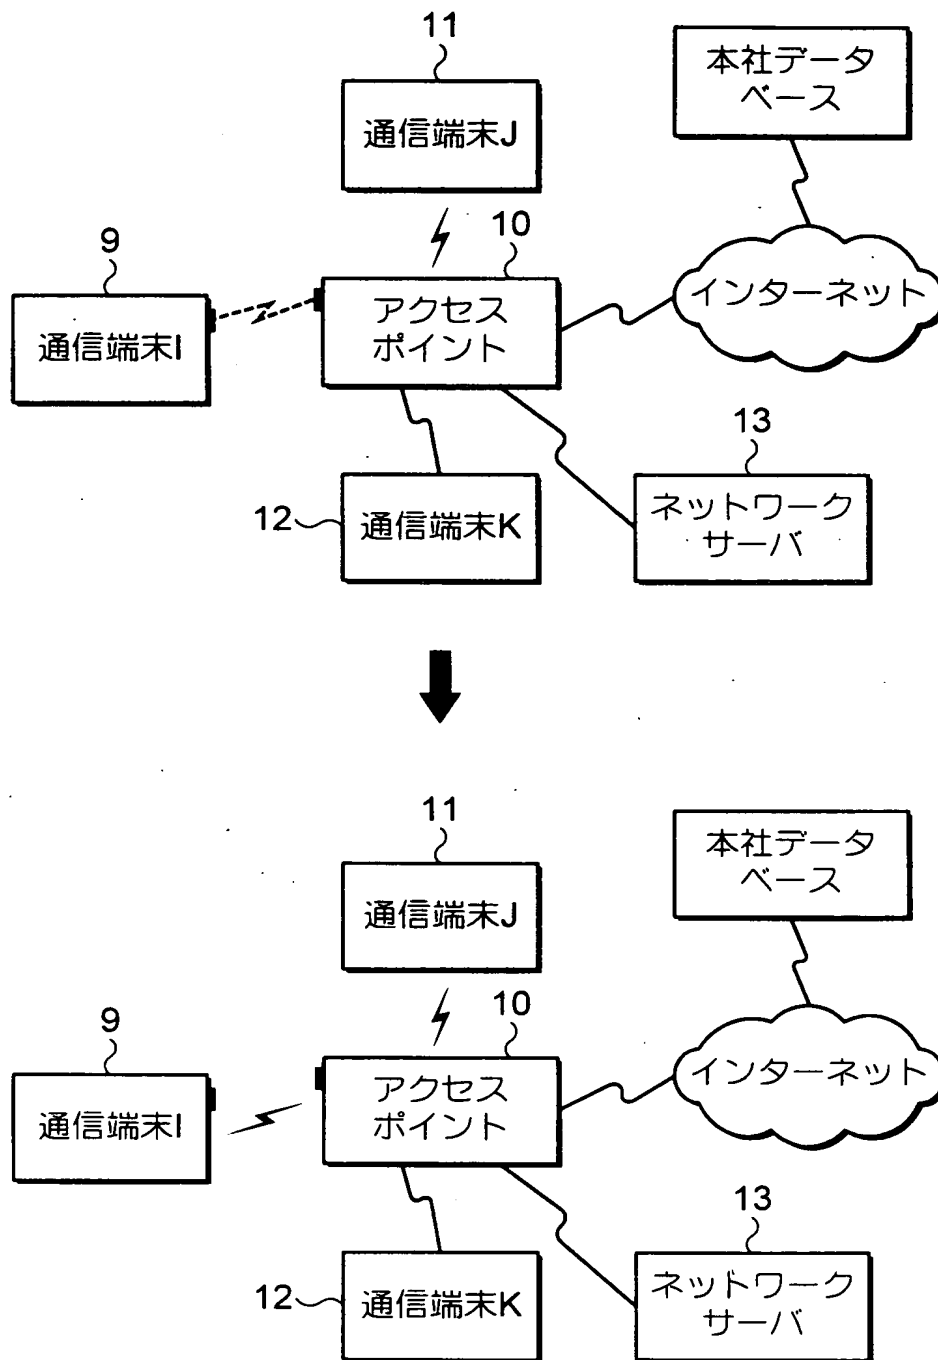 11
本社データ
ベース
通信端末J
9
10
アクセス
ポイント
インターネット
通信端末I
13
12
通信端末K
ネットワーク
サーバ
11
本社データ
ベース
通信端末J
9
10
アクセス
ポイント
インターネット
通信端末I
13
12
通信端末K
ネットワーク
サーバ